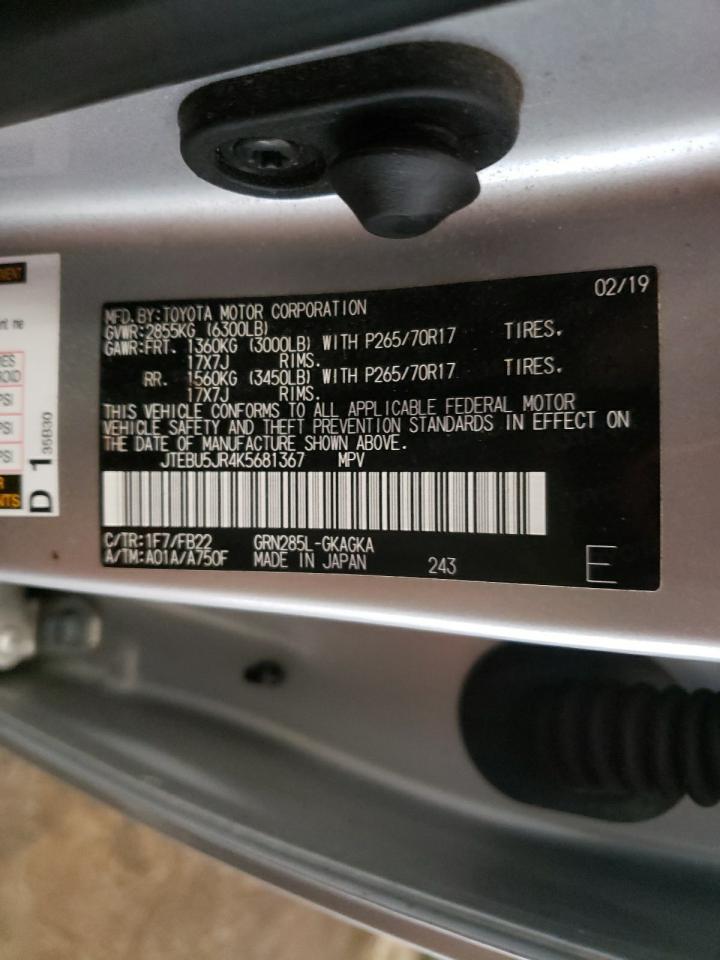 02/19
MFD. BY: TOYOTA MOTOR CORPORATION
GVWR: 2855KG (6300LB)
GAWR: FRT. 1360KG (3000LB) WITH P265/70R17 TIRES.
17X7J RIMS.
RR. 1560KG (3450LB) WITH P265/70R17 TIRES.
17X7J RIMS.
THIS VEHICLE CONFORMS TO ALL APPLICABLE FEDERAL MOTOR
VEHICLE SAFETY AND THEFT PREVENTION STANDARDS IN EFFECT ON
THE DATE OF MANUFACTURE SHOWN ABOVE.
JTEBU5JR4K5681367 MPV
C/TR: 1F7/FB22 GRN285L-GKAGKA
A/TM: A01A/A750F MADE IN JAPAN 243 E
D 1 35B30